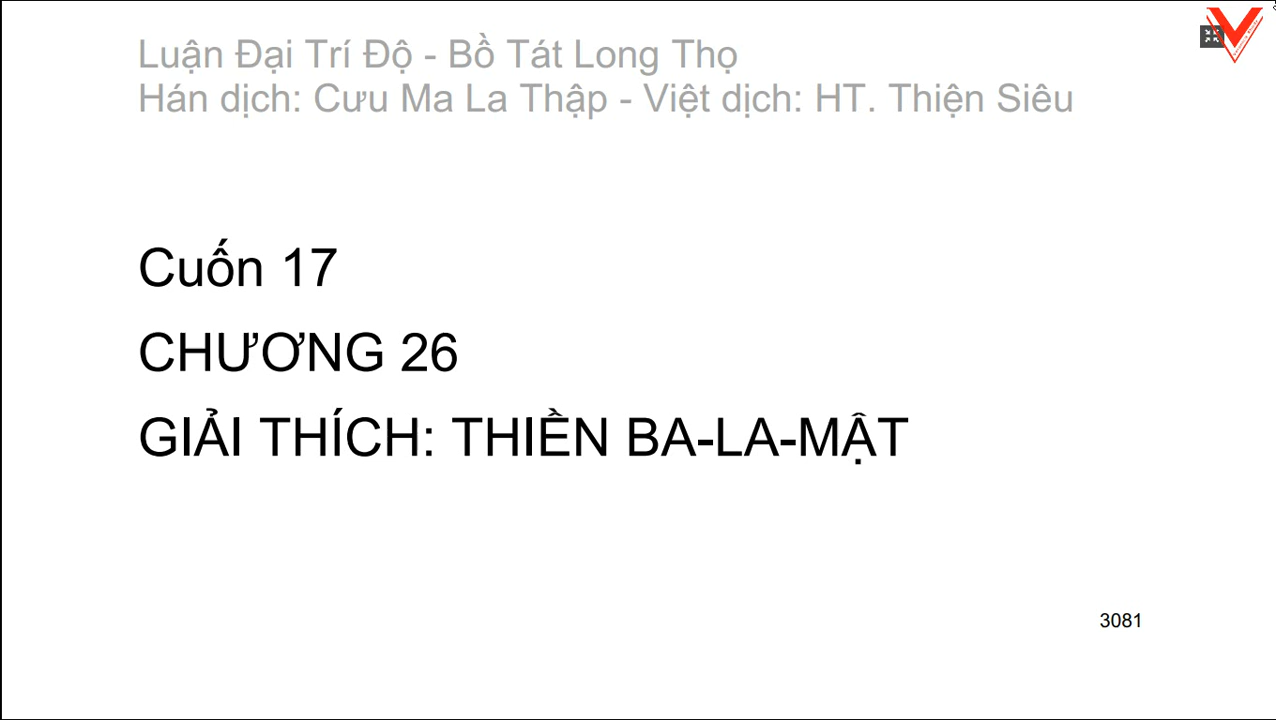 Luận Đại Trí Độ - Bồ Tát Long Thọ
Hán dịch: Cưu Ma La Thập - Việt dịch: HT. Thiện Siêu
Cuốn 17
CHƯƠNG 26
GIẢI THÍCH: THIỀN BA-LA-MẬT
3081